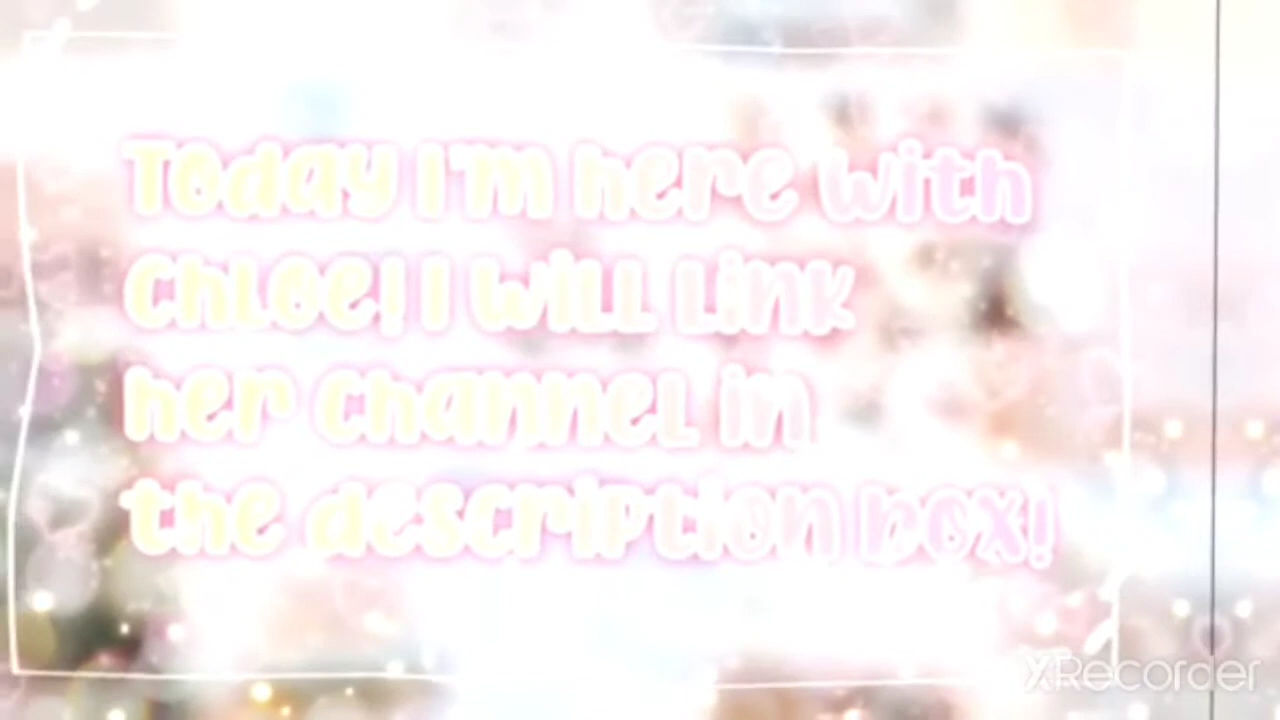 Today I'm here with
Chloe! I will link
her channel in
the description box!
XRecorder